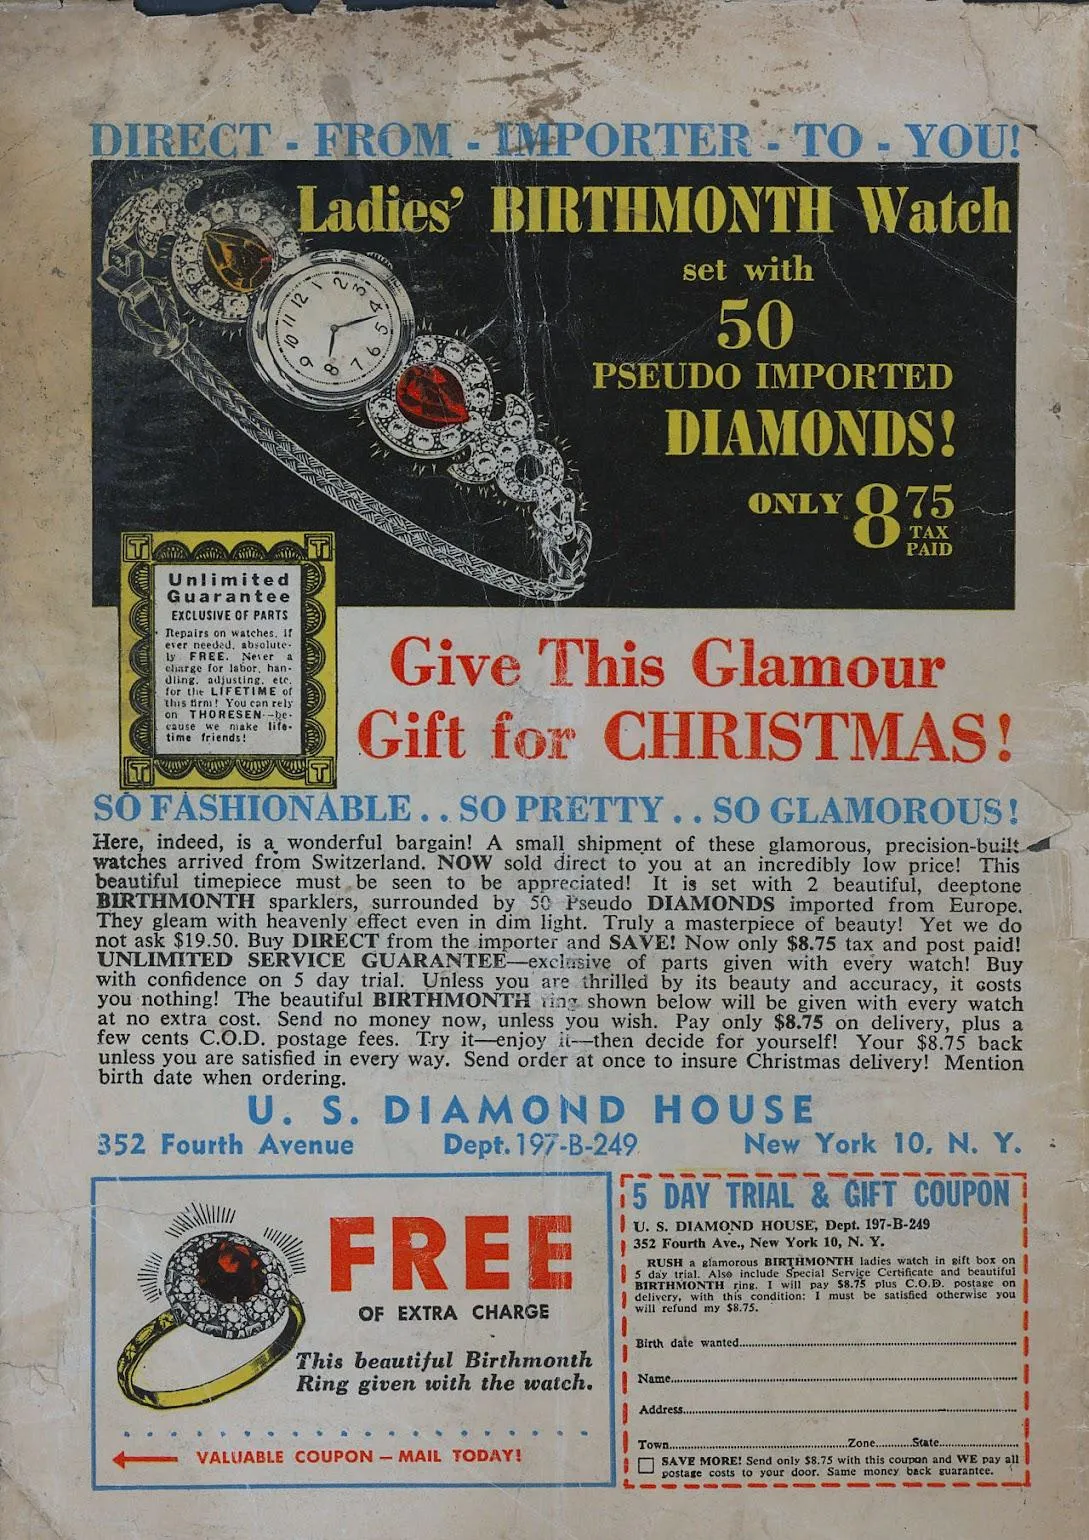 DIRECT - FROM - IMPORTER - TO - YOU!
Ladies' BIRTHMONTH Watch
set with
50
PSEUDO IMPORTED
DIAMONDS!
ONLY 8 75
TAX
PAID
12 1 2 3 4 5 6 7 8 9 10 11
T T
Unlimited
Guarantee
EXCLUSIVE OF PARTS
Repairs on watches, if
ever needed, absolute-
ly FREE. Never a
charge for labor, han-
dling, adjusting, etc.
for the LIFETIME of
this firm! You can rely
on THORESEN--be-
cause we make life-
time friends!
T T
Give This Glamour
Gift for CHRISTMAS!
SO FASHIONABLE . . SO PRETTY . . SO GLAMOROUS!
Here, indeed, is a wonderful bargain! A small shipment of these glamorous, precision-built
watches arrived from Switzerland. NOW sold direct to you at an incredibly low price! This
beautiful timepiece must be seen to be appreciated! It is set with 2 beautiful, deeptone
BIRTHMONTH sparklers, surrounded by 50 Pseudo DIAMONDS imported from Europe.
They gleam with heavenly effect even in dim light. Truly a masterpiece of beauty! Yet we do
not ask $19.50. Buy DIRECT from the importer and SAVE! Now only $8.75 tax and post paid!
UNLIMITED SERVICE GUARANTEE—exclusive of parts given with every watch! Buy
with confidence on 5 day trial. Unless you are thrilled by its beauty and accuracy, it costs
you nothing! The beautiful BIRTHMONTH ring shown below will be given with every watch
at no extra cost. Send no money now, unless you wish. Pay only $8.75 on delivery, plus a
few cents C.O.D. postage fees. Try it—enjoy it—then decide for yourself! Your $8.75 back
unless you are satisfied in every way. Send order at once to insure Christmas delivery! Mention
birth date when ordering.
U. S. DIAMOND HOUSE
352 Fourth Avenue Dept. 197-B-249 New York 10, N. Y.
FREE
OF EXTRA CHARGE
This beautiful Birthmonth
Ring given with the watch.
VALUABLE COUPON — MAIL TODAY!
5 DAY TRIAL & GIFT COUPON
U. S. DIAMOND HOUSE, Dept. 197-B-249
352 Fourth Ave., New York 10, N. Y.
RUSH a glamorous BIRTHMONTH ladies watch in gift box on
5 day trial. Also include Special Service Certificate and beautiful
BIRTHMONTH ring. I will pay $8.75 plus C.O.D. postage on
delivery, with this condition: I must be satisfied otherwise you
will refund my $8.75.
Birth date wanted
Name
Address
Town Zone State
SAVE MORE! Send only $8.75 with this coupon and WE pay all
postage costs to your door. Same money back guarantee.